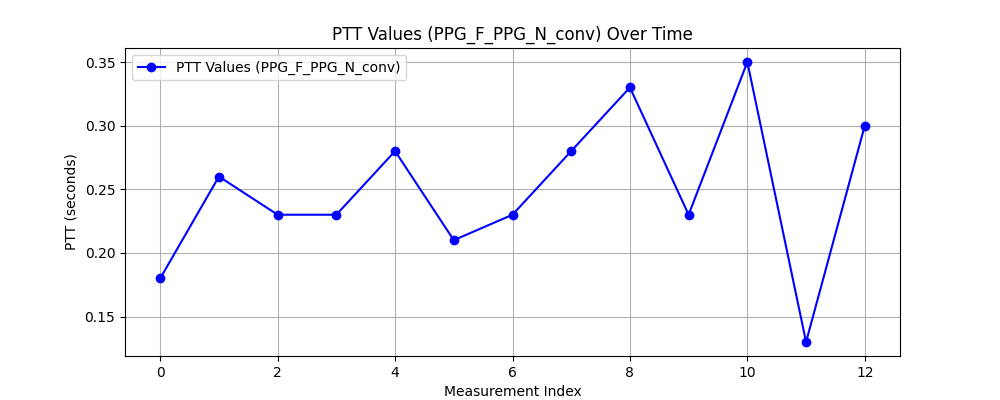 PTT Values (PPG_F_PPG_N_conv) Over Time
PTT Values (PPG_F_PPG_N_conv)
0.35
0.30
0.25
0.20
0.15
PTT (seconds)
0 2 4 6 8 10 12
Measurement Index